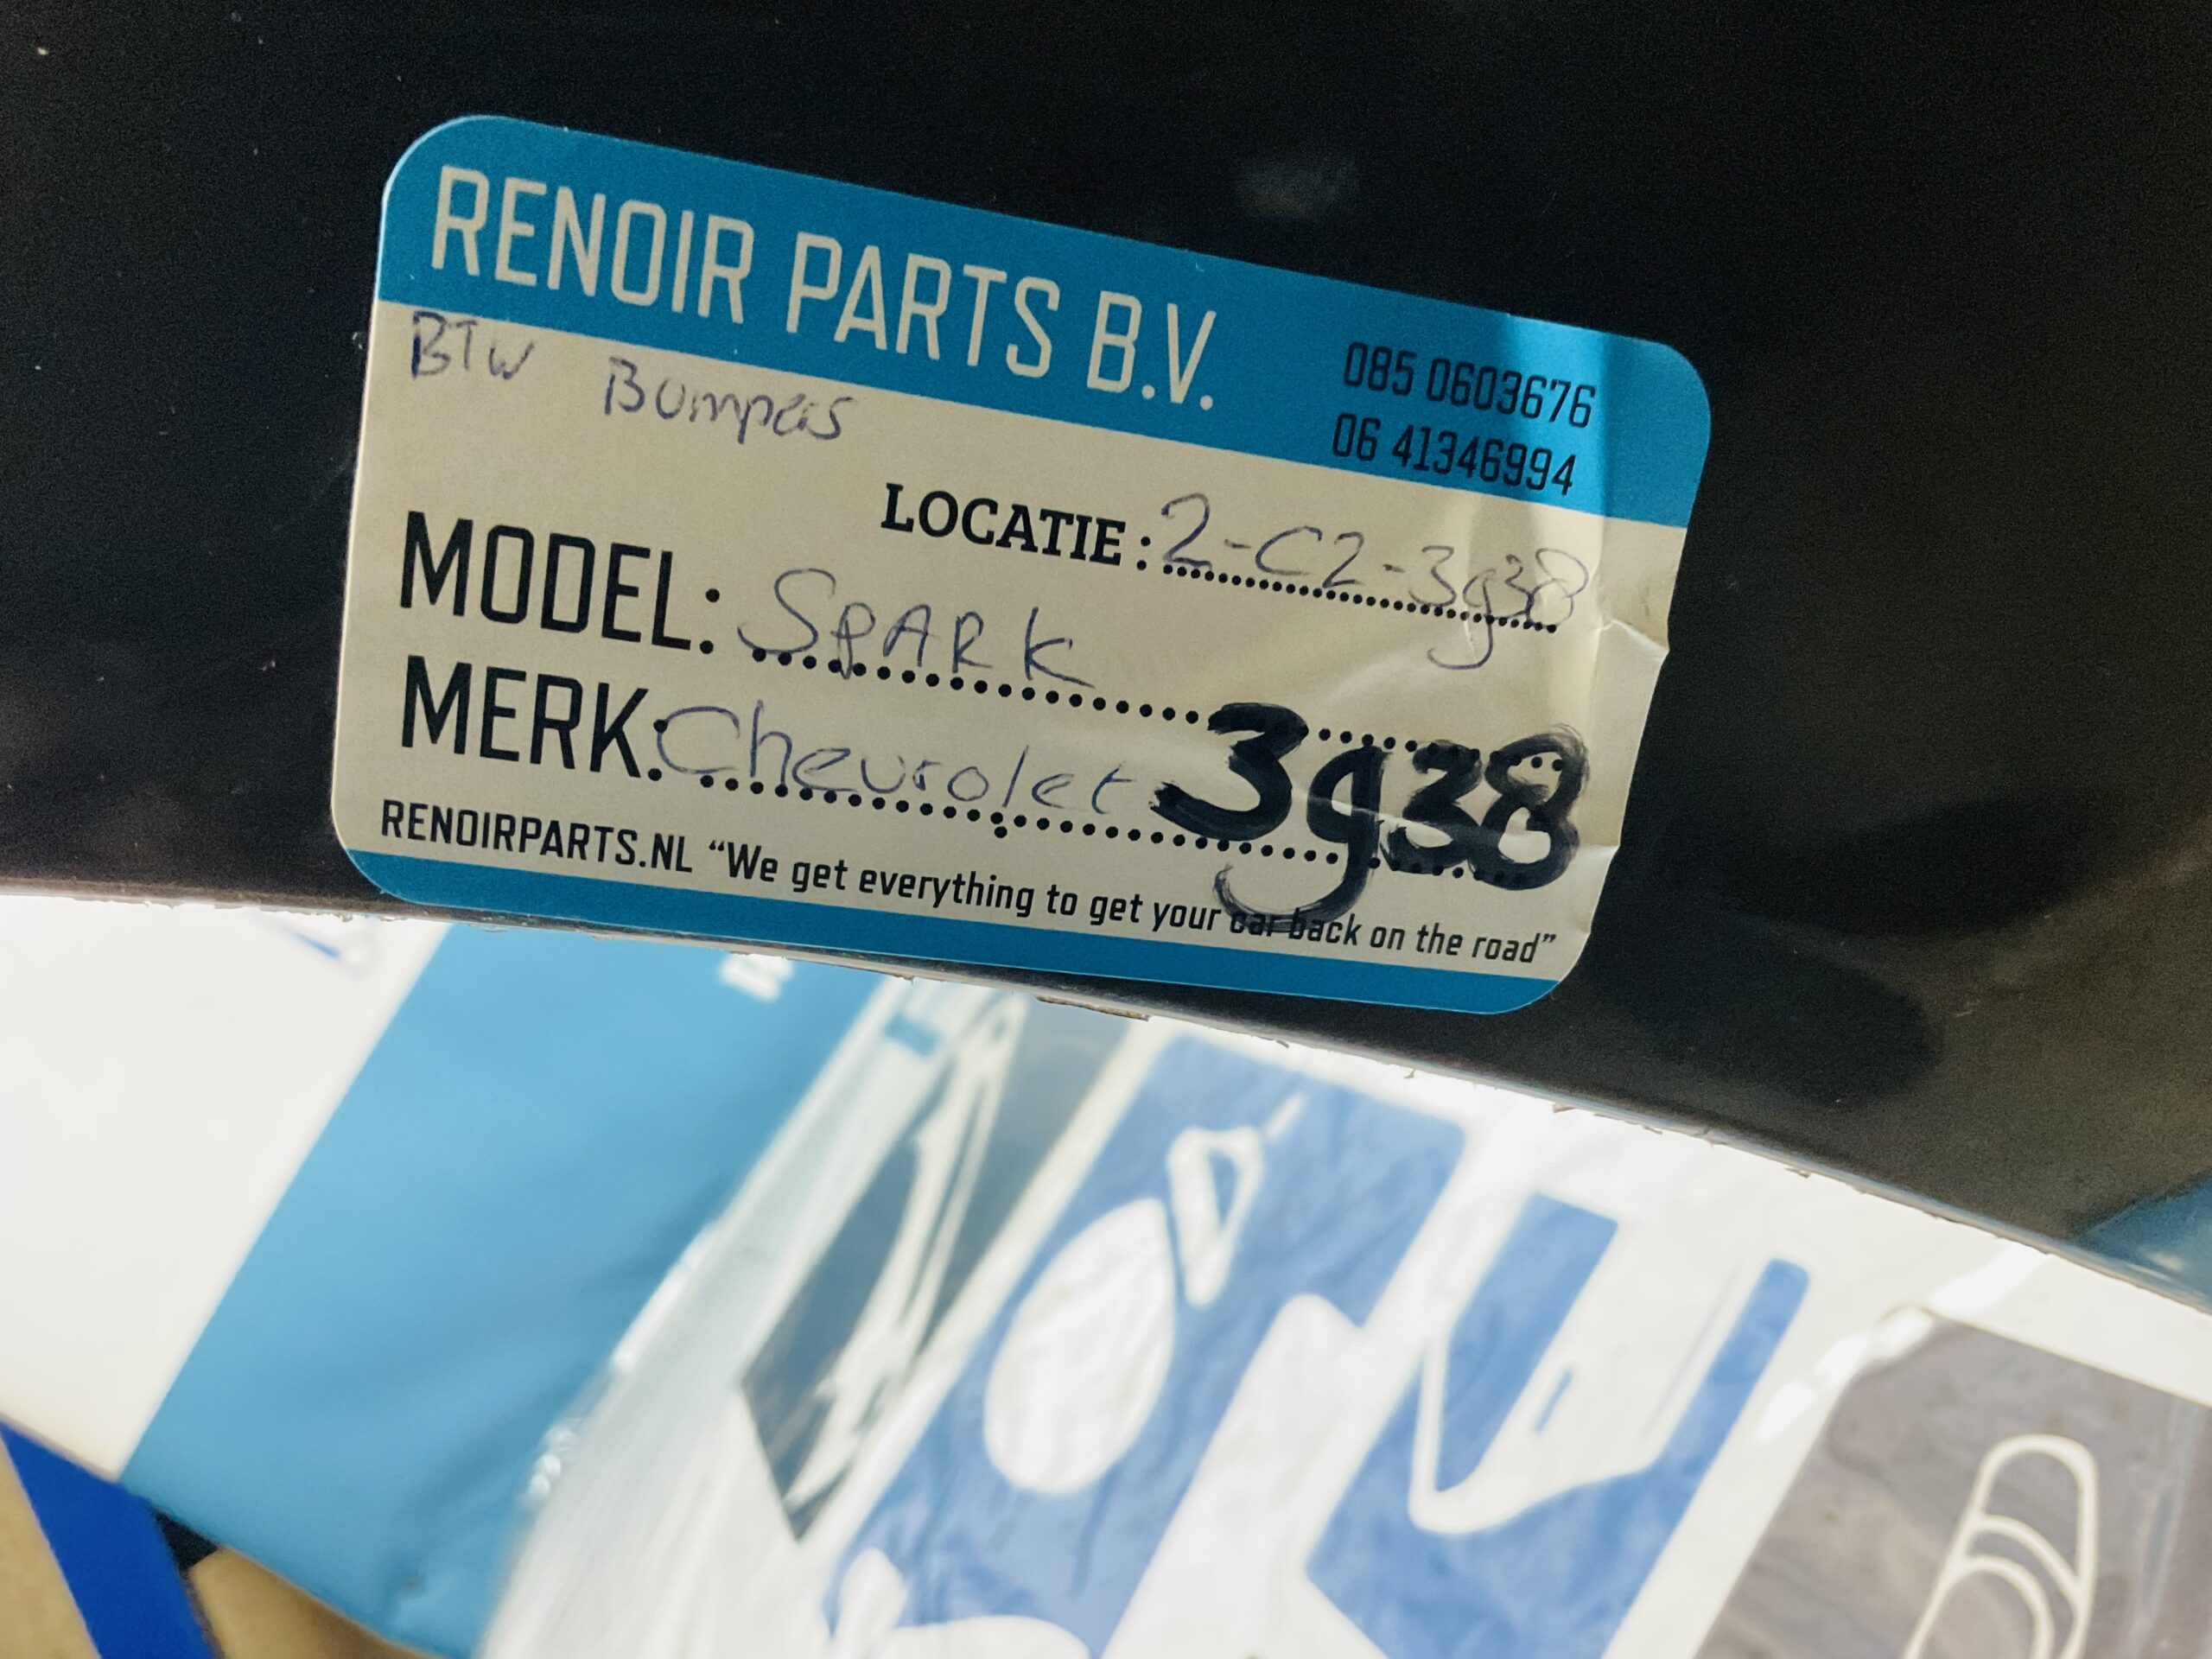 RENOIR PARTS B.V.
085 0603676
06 41346994
BTW Bumpers
LOCATIE: 2-C2-3g38
MODEL: SPARK
MERK: Chevrolet 3g38
RENOIRPARTS.NL “We get everything to get your car back on the road”